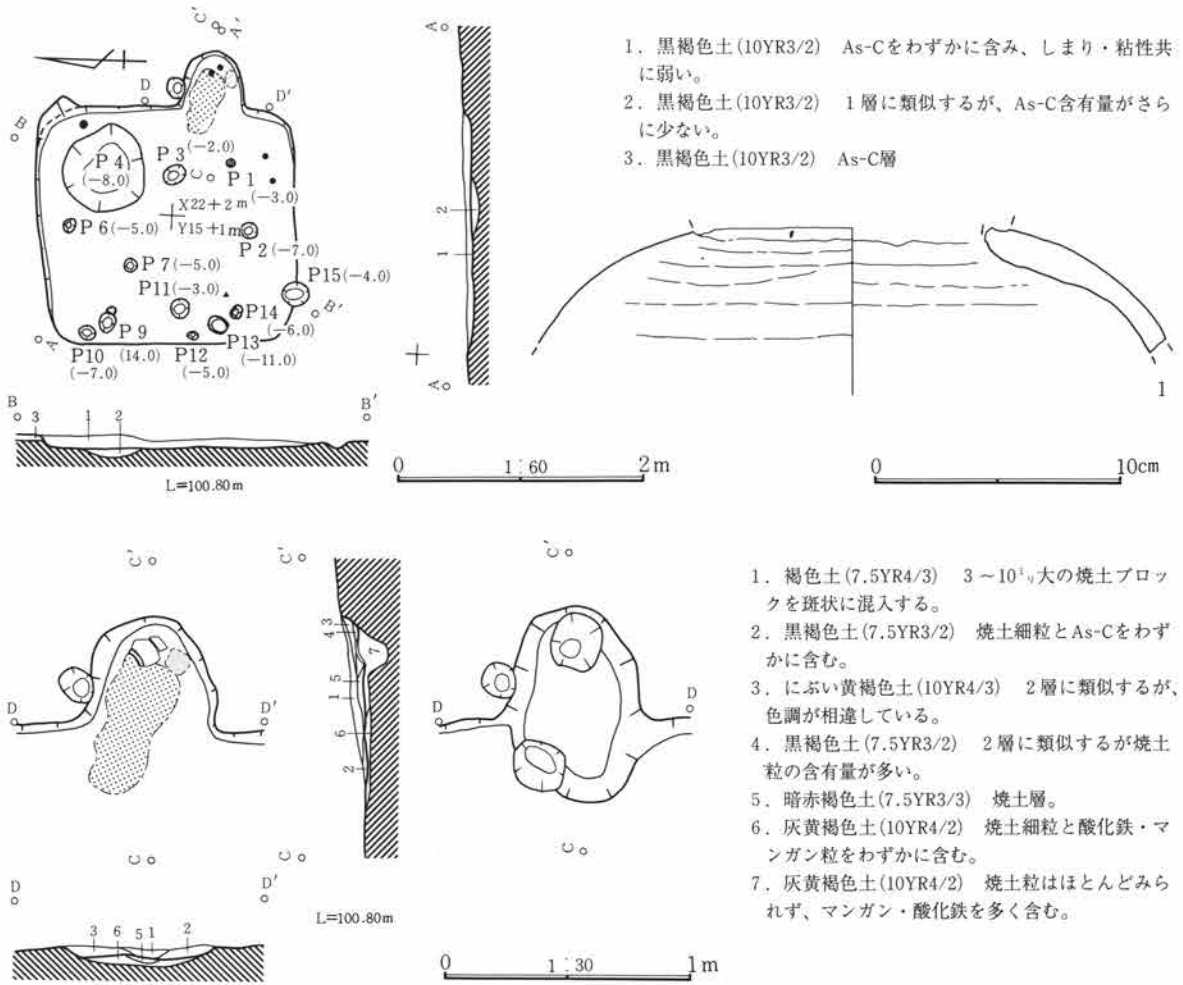 1．黒褐色土(10YR3/2)　As-Cをわずかに含み、しまり・粘性共
に弱い。
2．黒褐色土(10YR3/2)　1層に類似するが、As-C含有量がさら
に少ない。
3．黒褐色土(10YR3/2)　As-C層
C′
A′
D
D′
B
P 4
(−8.0)
P 3
(−2.0)
C
P 1
(−3.0)
X22+2m
Y15+1m
P 6(−5.0)
P 2(−7.0)
P 7(−5.0)
P11(−3.0)
P15(−4.0)
B′
P14
(−6.0)
A
P10
(−7.0)
P 9
(14.0)
P12
(−5.0)
P13
(−11.0)
A
2
1
A
1
B
3 1 2
B′
L=100.80m
0 1:60 2m
0 10cm
C′
C′
C′
D
D′
3
4
7
5
1
6
2
D
D
C
C
C
L=100.80m
D
D′
3 6 5 1 2
0 1:30 1m
1．褐色土(7.5YR4/3)　3～10㍉大の焼土ブロッ
クを斑状に混入する。
2．黒褐色土(7.5YR3/2)　焼土細粒とAs-Cをわず
かに含む。
3．にぶい黄褐色土(10YR4/3)　2層に類似するが、
色調が相違している。
4．黒褐色土(7.5YR3/2)　2層に類似するが焼土
粒の含有量が多い。
5．暗赤褐色土(7.5YR3/3)　焼土層。
6．灰黄褐色土(10YR4/2)　焼土細粒と酸化鉄・マ
ンガン粒をわずかに含む。
7．灰黄褐色土(10YR4/2)　焼土粒はほとんどみら
れず、マンガン・酸化鉄を多く含む。